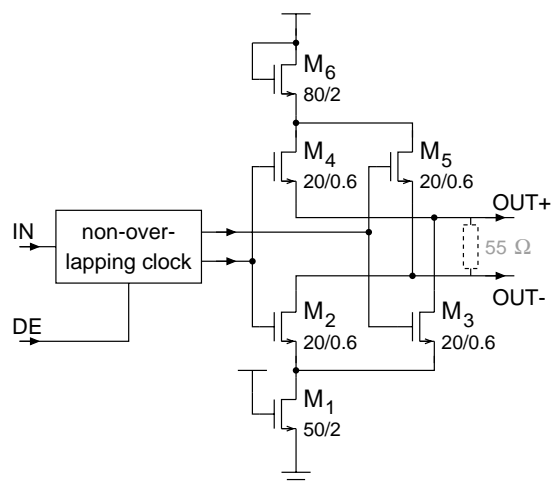 M6
80/2
M4
20/0.6
M5
20/0.6
OUT+
IN
non-over-
lapping clock
55 Ω
OUT-
DE
M2
20/0.6
M3
20/0.6
M1
50/2